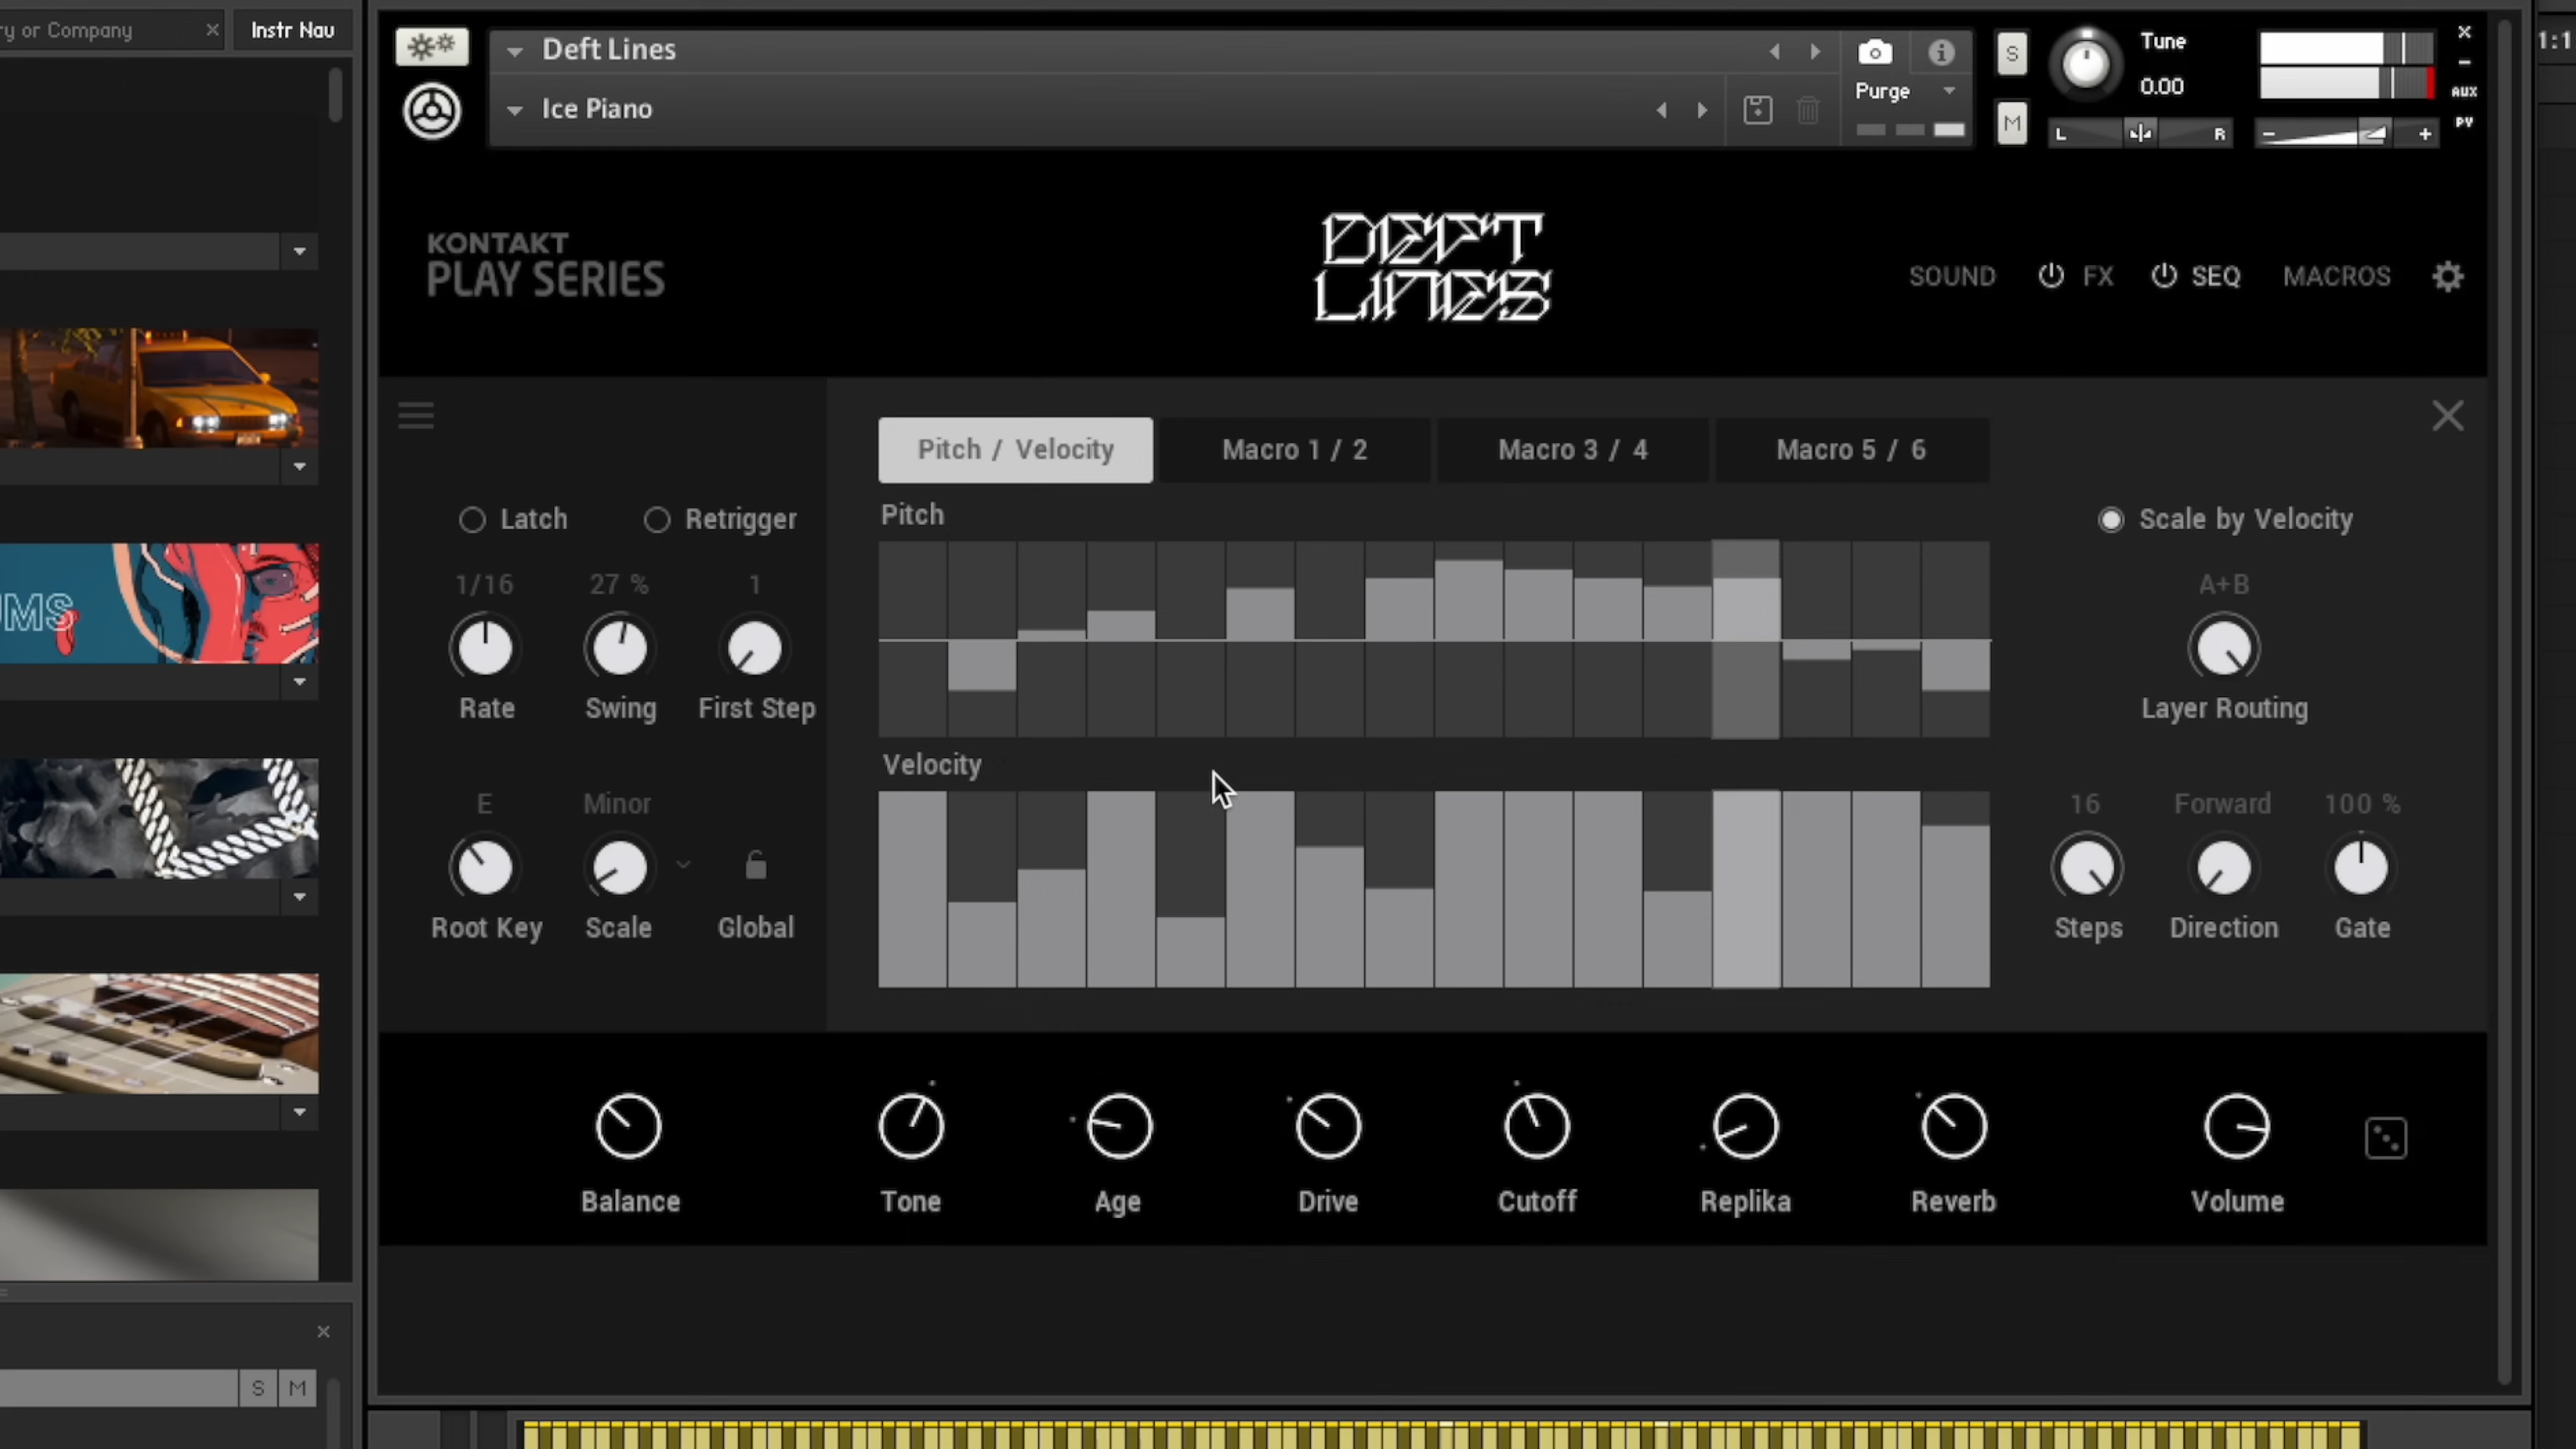 ry or Company
Instr Nav
Deft Lines
Ice Piano
Purge
S
M
Tune
0.00
L
R
AUX
PV
KONTAKT
PLAY SERIES
DEFT
LINES
SOUND
FX
SEQ
MACROS
UMS
Pitch / Velocity
Macro 1 / 2
Macro 3 / 4
Macro 5 / 6
Latch
Retrigger
Pitch
Scale by Velocity
1/16
27 %
1
A+B
Rate
Swing
First Step
Layer Routing
Velocity
E
Minor
16
Forward
100 %
Root Key
Scale
Global
Steps
Direction
Gate
Balance
Tone
Age
Drive
Cutoff
Replika
Reverb
Volume
S
M